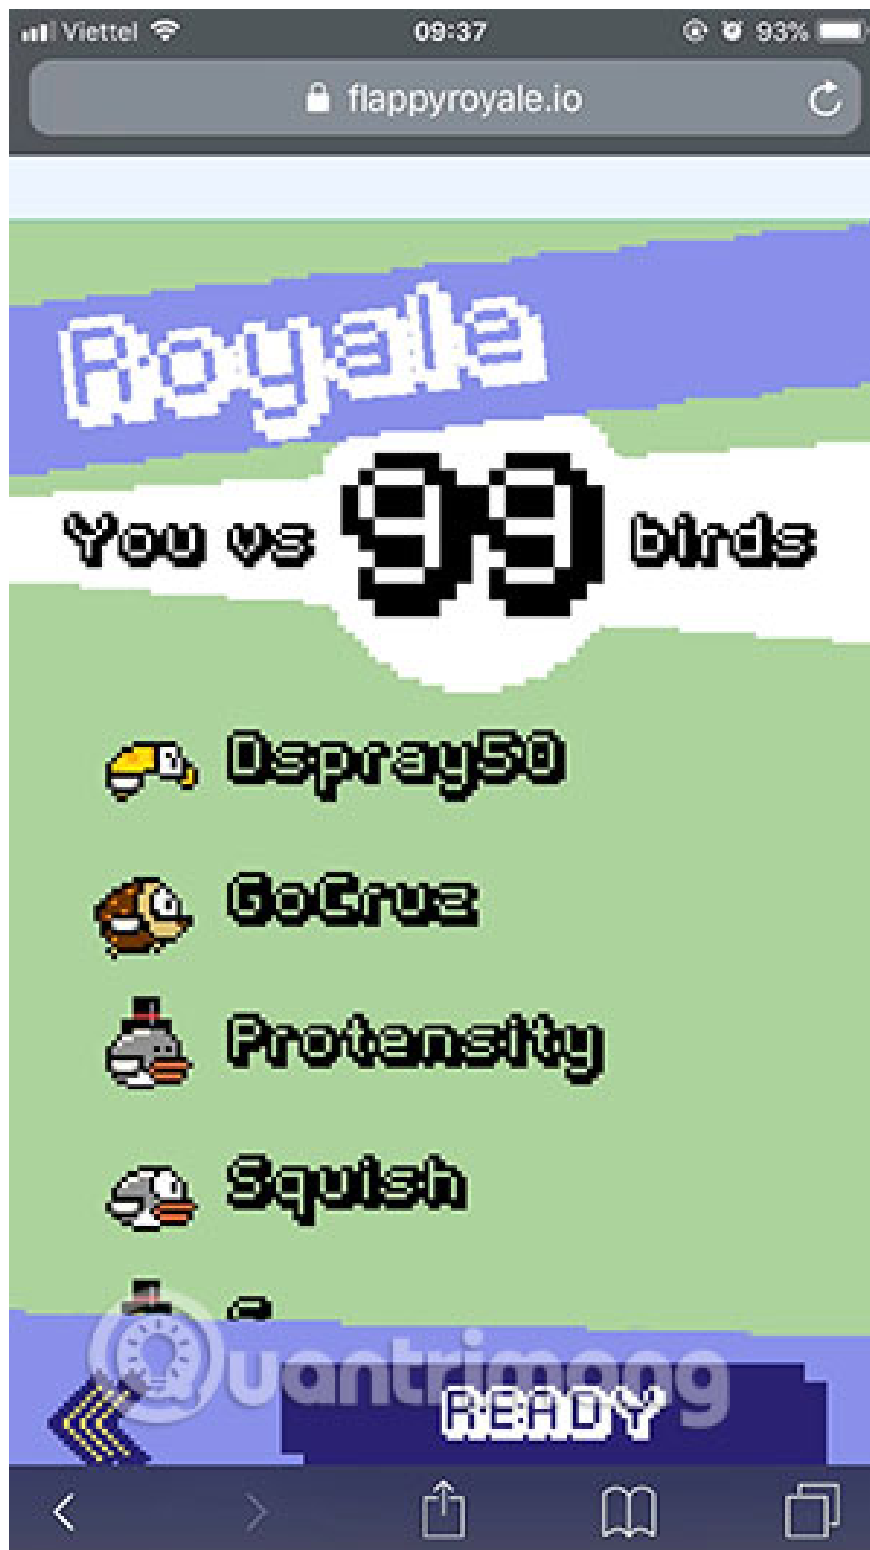 Viettel 09:37 93%
flappyroyale.io
Royale
You vs 99 birds
Dspray50
GoCruz
Protensity
Squish
Quantrimang
READY